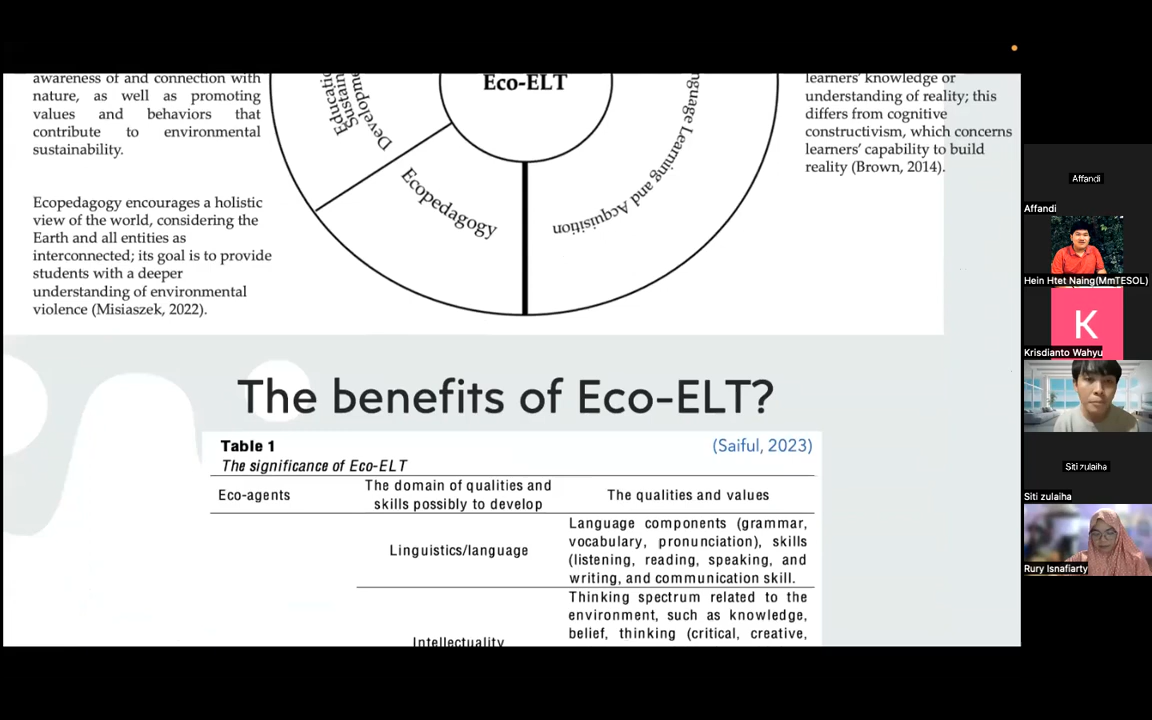 awareness of and connection with
nature, as well as promoting
values and behaviors that
contribute to environmental
sustainability.
Ecopedagogy encourages a holistic
view of the world, considering the
Earth and all entities as
interconnected; its goal is to provide
students with a deeper
understanding of environmental
violence (Misiaszek, 2022).
Eco-ELT
Ecopedagogy
Learning and Acquisition
learners' knowledge or
understanding of reality; this
differs from cognitive
constructivism, which concerns
learners' capability to build
reality (Brown, 2014).
The benefits of Eco-ELT?
Table 1
(Saiful, 2023)
The significance of Eco-ELT
Eco-agents
The domain of qualities and
skills possibly to develop
The qualities and values
Linguistics/language
Language components (grammar,
vocabulary, pronunciation), skills
(listening, reading, speaking, and
writing, and communication skill.
Intellectuality
Thinking spectrum related to the
environment, such as knowledge,
belief, thinking (critical, creative,
Affandi
Affandi
Hein Htet Naing(MmTESOL)
K
Krisdianto Wahyu
Siti zulaiha
Siti zulaiha
Rury Isnafiarty